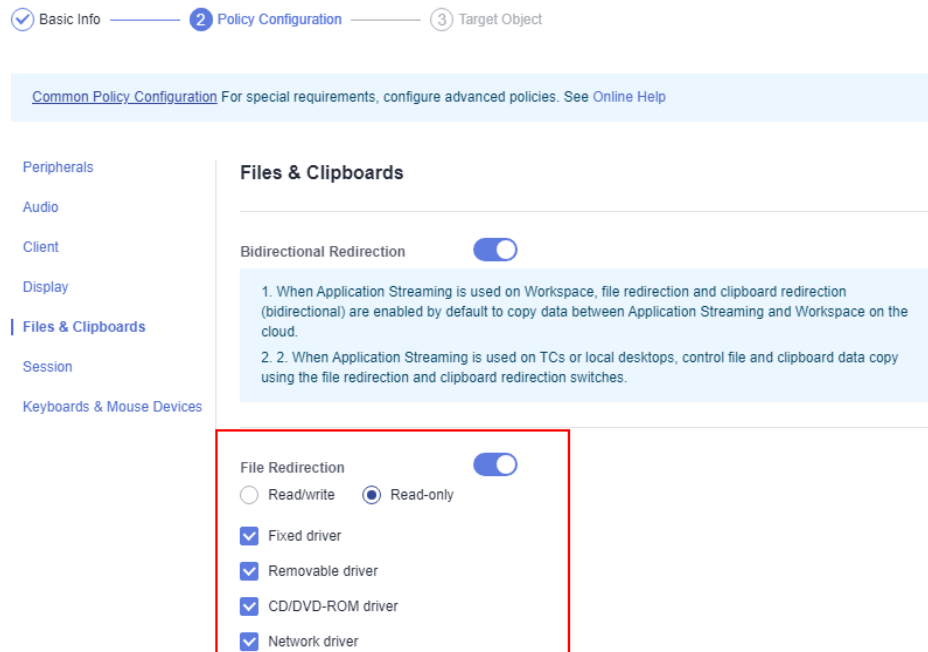 Basic Info
2 Policy Configuration
3 Target Object
Common Policy Configuration For special requirements, configure advanced policies. See Online Help
Peripherals
Audio
Client
Display
Files & Clipboards
Session
Keyboards & Mouse Devices
Files & Clipboards
Bidirectional Redirection
1. When Application Streaming is used on Workspace, file redirection and clipboard redirection
(bidirectional) are enabled by default to copy data between Application Streaming and Workspace on the
cloud.
2. 2. When Application Streaming is used on TCs or local desktops, control file and clipboard data copy
using the file redirection and clipboard redirection switches.
File Redirection
Read/write Read-only
Fixed driver
Removable driver
CD/DVD-ROM driver
Network driver